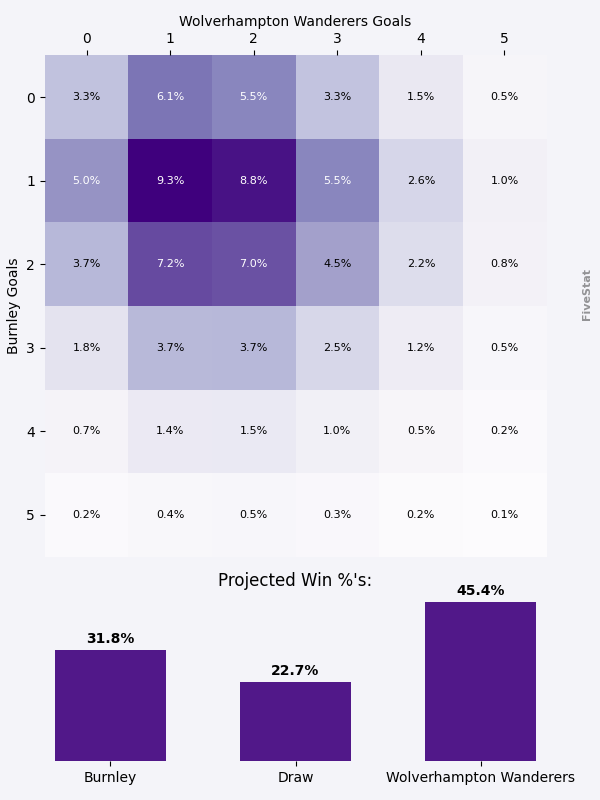 Wolverhampton Wanderers Goals
0 1 2 3 4 5
0 3.3% 6.1% 5.5% 3.3% 1.5% 0.5%
1 5.0% 9.3% 8.8% 5.5% 2.6% 1.0%
2 3.7% 7.2% 7.0% 4.5% 2.2% 0.8%
3 1.8% 3.7% 3.7% 2.5% 1.2% 0.5%
4 0.7% 1.4% 1.5% 1.0% 0.5% 0.2%
5 0.2% 0.4% 0.5% 0.3% 0.2% 0.1%
Burnley Goals
FiveStat
Projected Win %'s:
31.8% 22.7% 45.4%
Burnley Draw Wolverhampton Wanderers